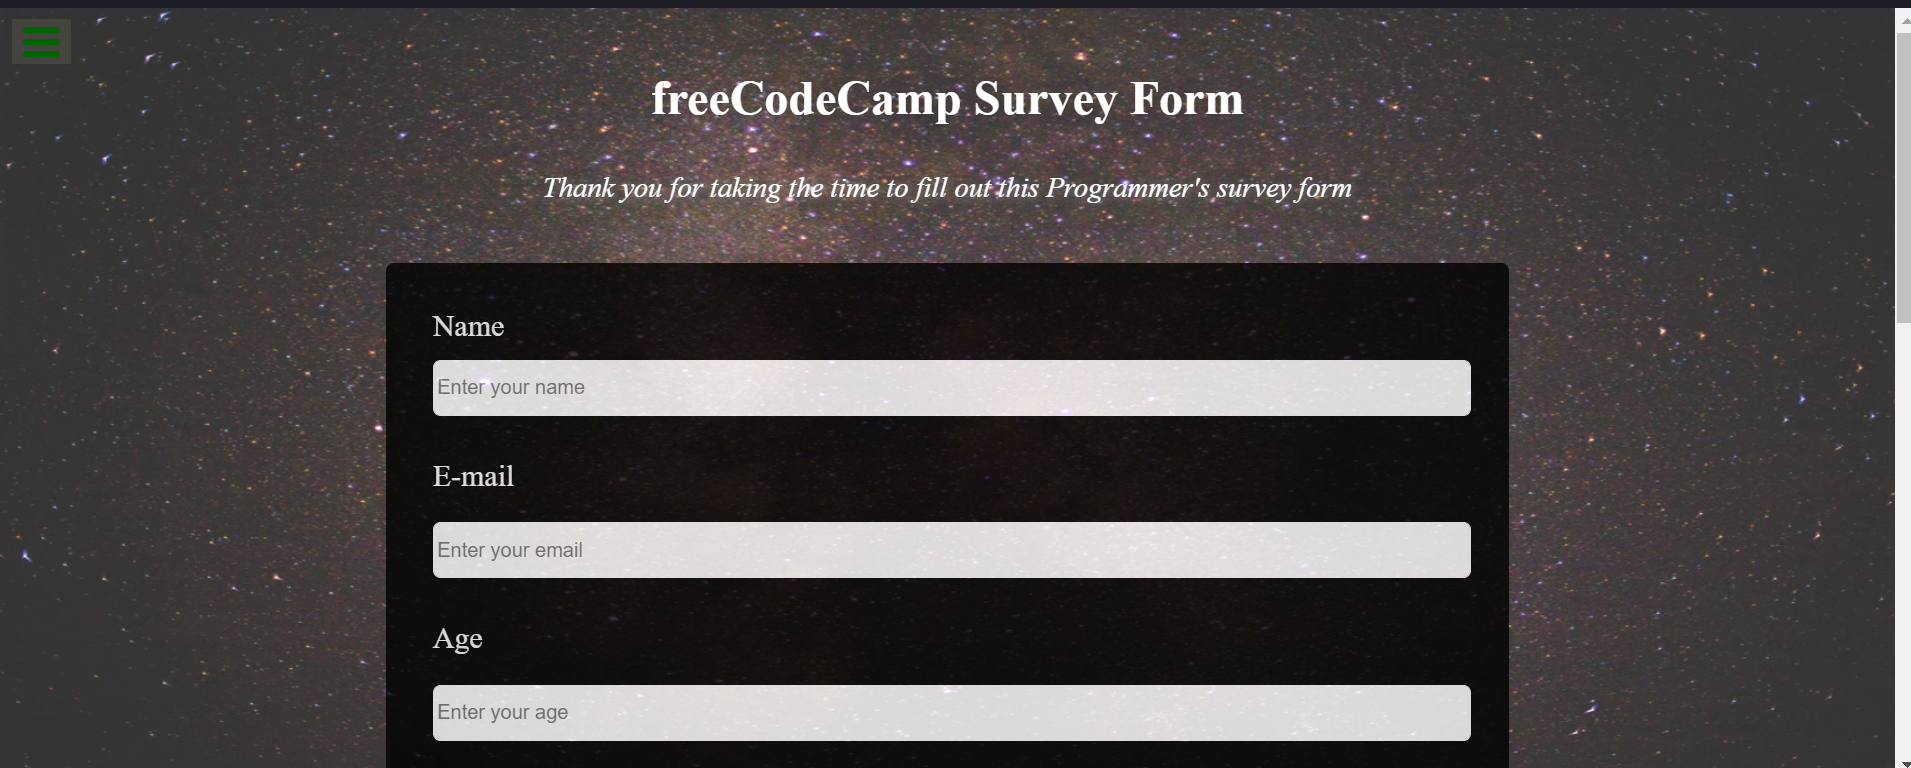 freeCodeCamp Survey Form
Thank you for taking the time to fill out this Programmer's survey form
Name
Enter your name
E-mail
Enter your email
Age
Enter your age